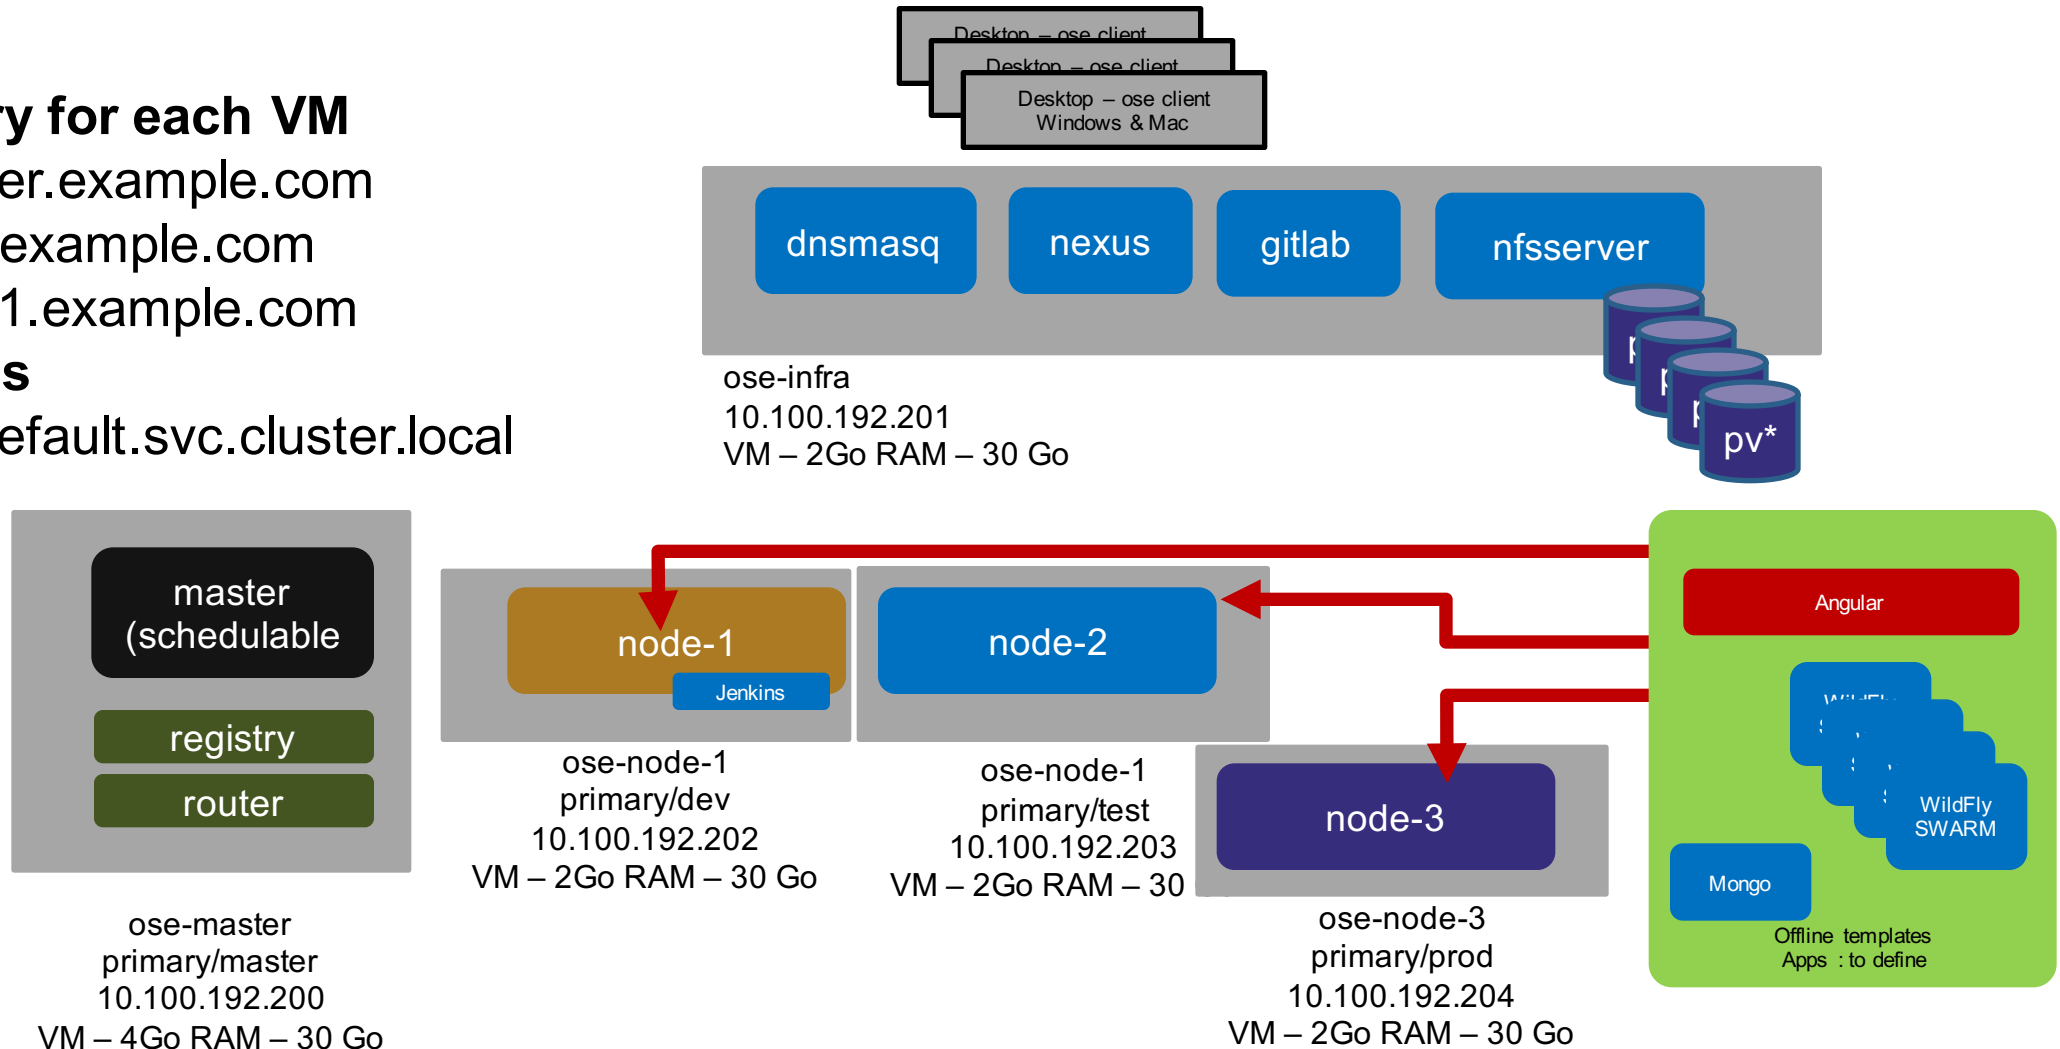 Desktop – ose client
Desktop – ose client
Desktop – ose client
Windows & Mac
ry for each VM
er.example.com
example.com
1.example.com
s
efault.svc.cluster.local
dnsmasq
nexus
gitlab
nfsserver
pv*
ose-infra
10.100.192.201
VM – 2Go RAM – 30 Go
master
(schedulable
registry
router
ose-master
primary/master
10.100.192.200
VM – 4Go RAM – 30 Go
node-1
Jenkins
ose-node-1
primary/dev
10.100.192.202
VM – 2Go RAM – 30 Go
node-2
ose-node-1
primary/test
10.100.192.203
VM – 2Go RAM – 30
node-3
ose-node-3
primary/prod
10.100.192.204
VM – 2Go RAM – 30 Go
Angular
WildFly
SWARM
Mongo
Offline templates
Apps : to define